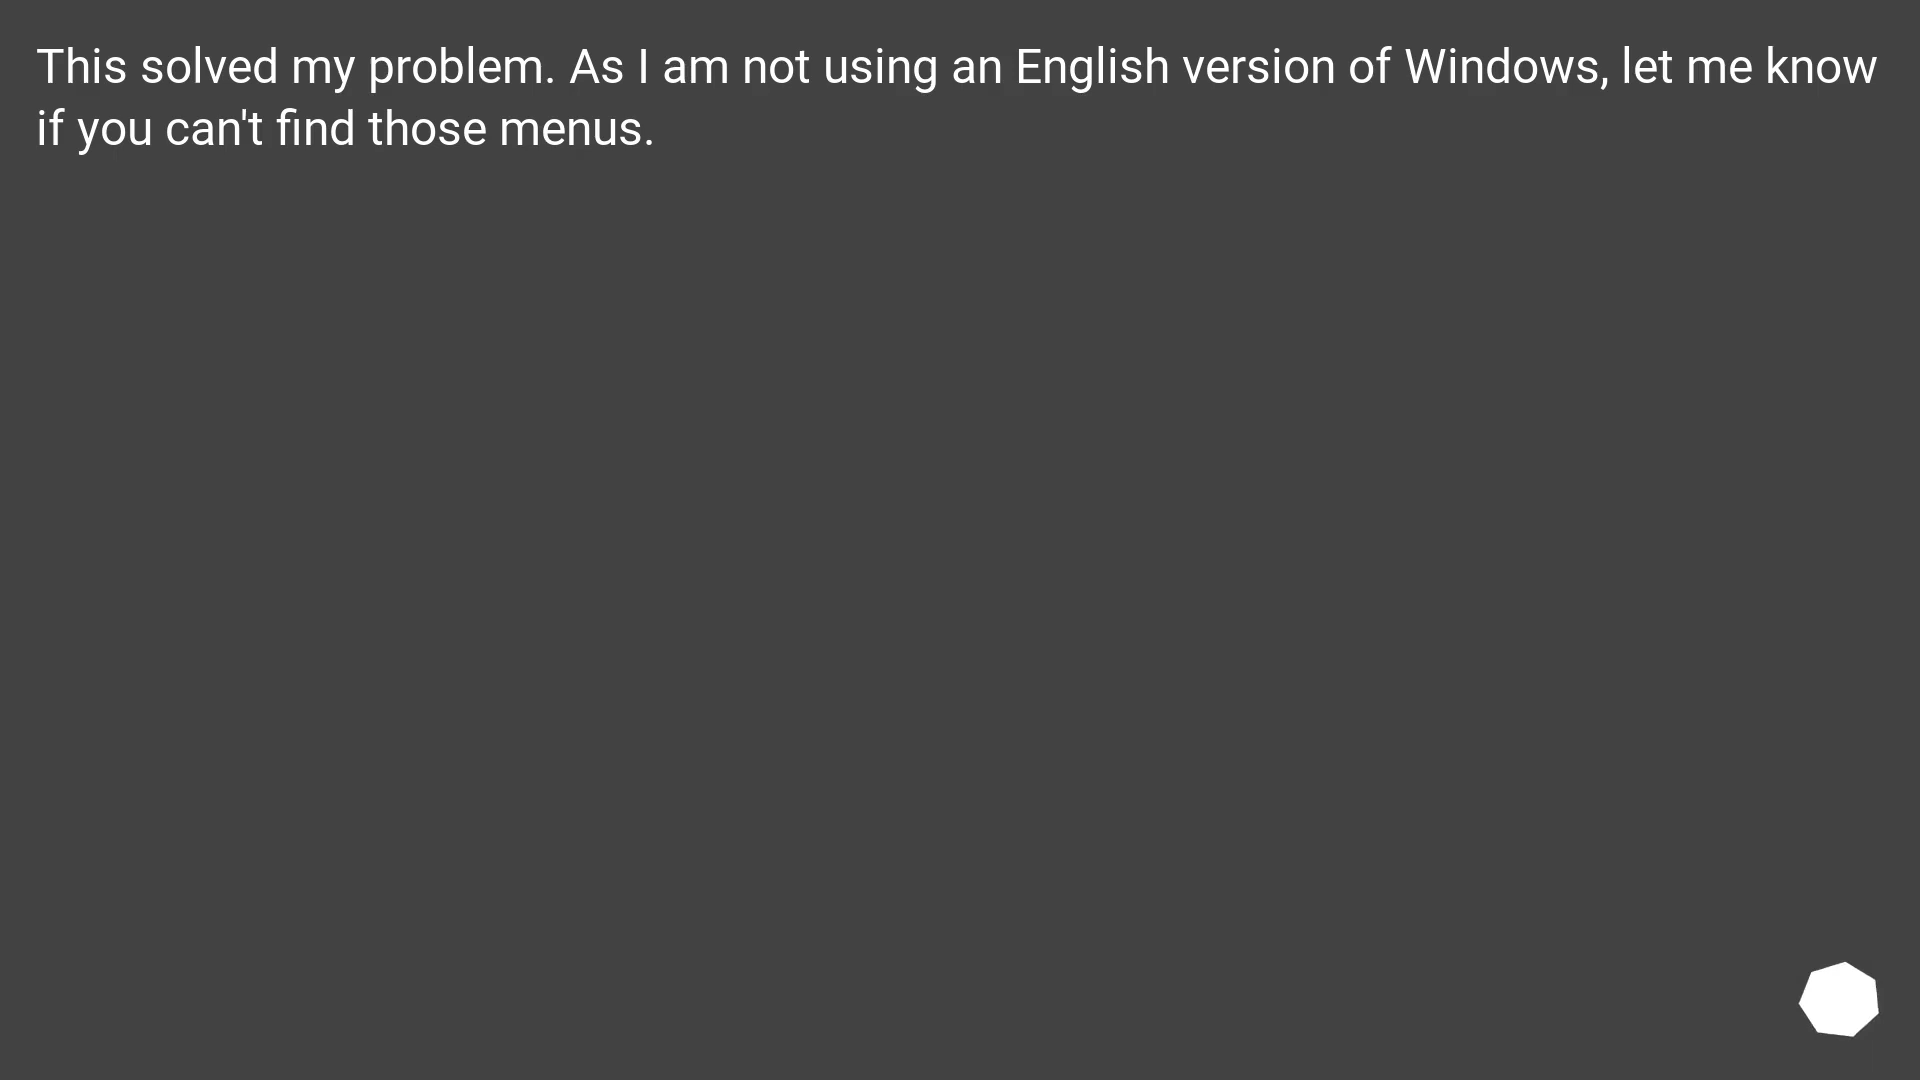 This solved my problem. As I am not using an English version of Windows, let me know
if you can't find those menus.